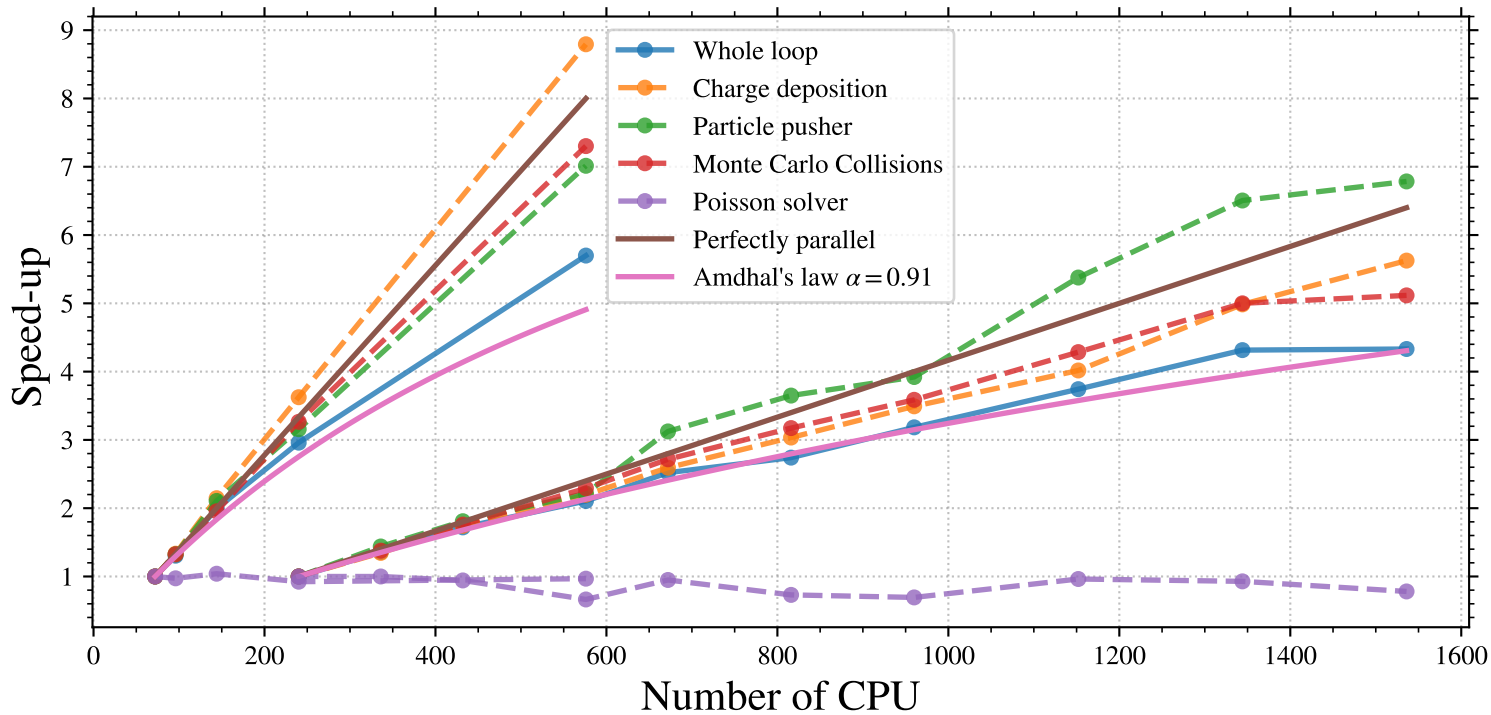 9
8
7
6
5
4
3
2
1
Speed-up
Whole loop
Charge deposition
Particle pusher
Monte Carlo Collisions
Poisson solver
Perfectly parallel
Amdhal's law α = 0.91
0 200 400 600 800 1000 1200 1400 1600
Number of CPU